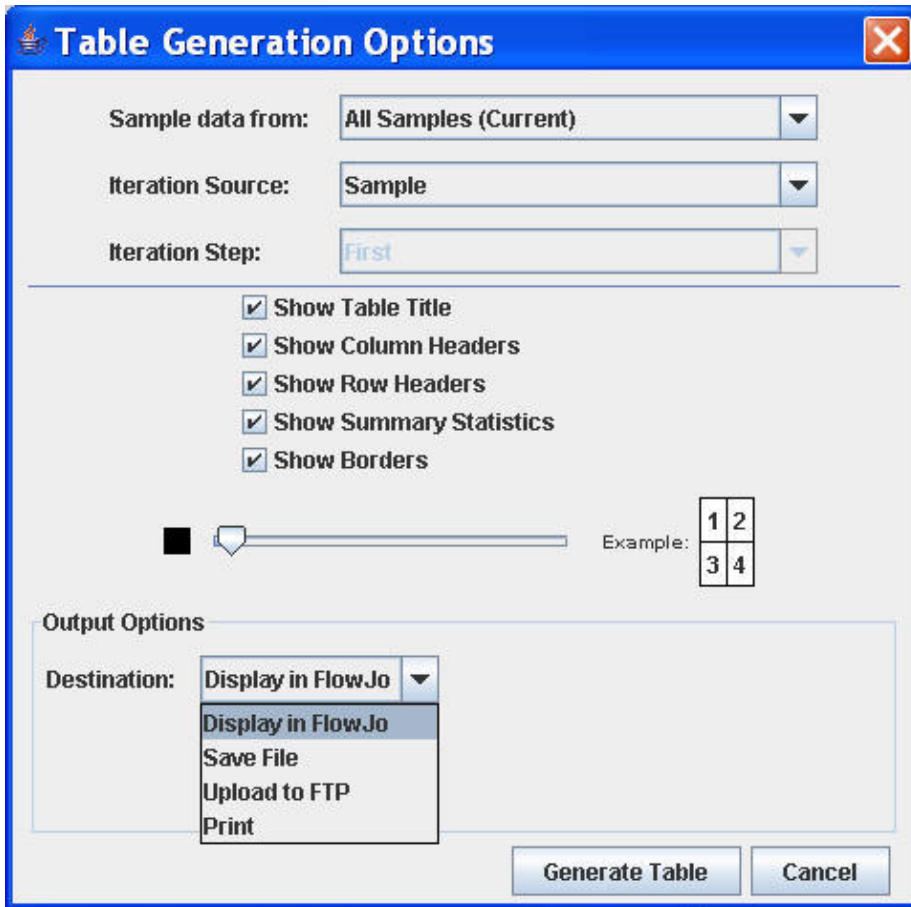 Table Generation Options
Sample data from: All Samples (Current)
Iteration Source: Sample
Iteration Step: First
Show Table Title
Show Column Headers
Show Row Headers
Show Summary Statistics
Show Borders
Example: 1 2
3 4
Output Options
Destination: Display in FlowJo
Display in FlowJo
Save File
Upload to FTP
Print
Generate Table Cancel